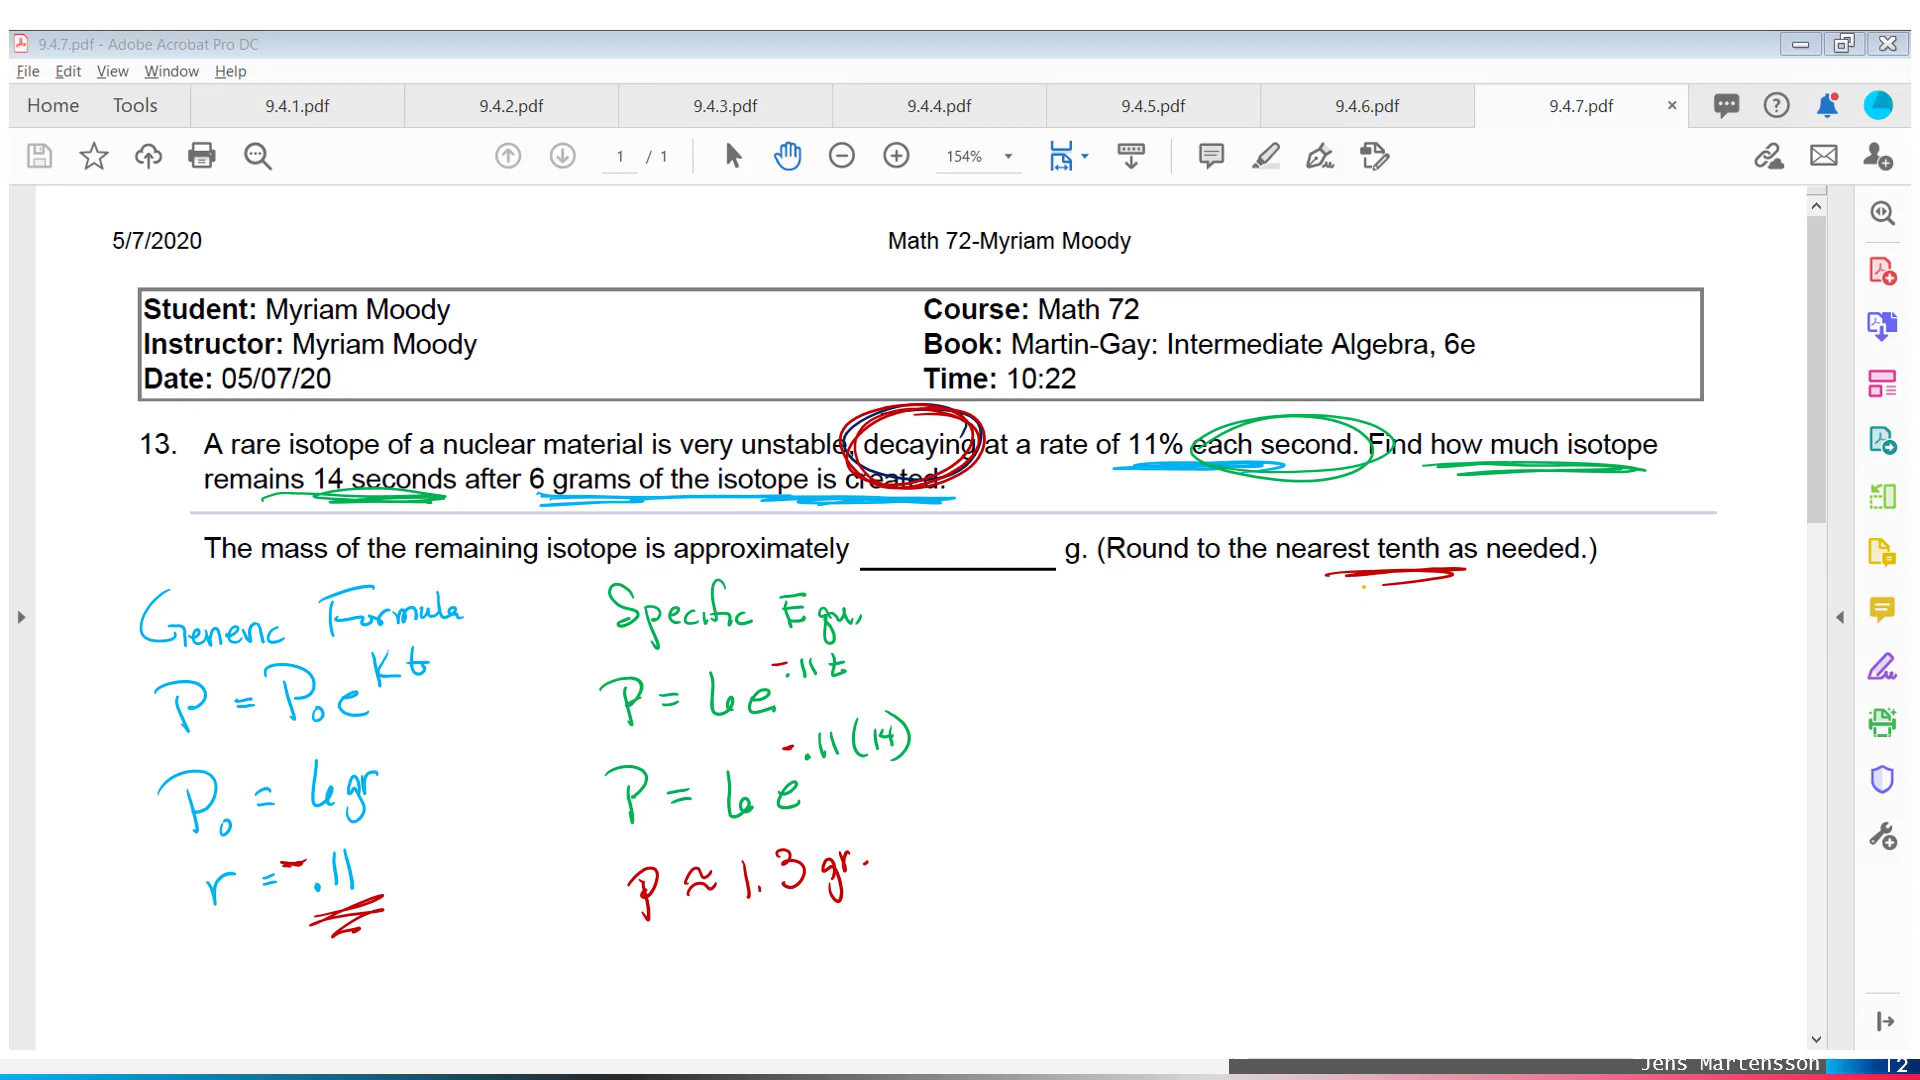 9.4.7.pdf - Adobe Acrobat Pro DC
File Edit View Window Help
Home Tools 9.4.1.pdf 9.4.2.pdf 9.4.3.pdf 9.4.4.pdf 9.4.5.pdf 9.4.6.pdf 9.4.7.pdf ×
1 / 1 154%
5/7/2020 Math 72-Myriam Moody
Student: Myriam Moody Course: Math 72
Instructor: Myriam Moody Book: Martin-Gay: Intermediate Algebra, 6e
Date: 05/07/20 Time: 10:22
13. A rare isotope of a nuclear material is very unstable, decaying at a rate of 11% each second. Find how much isotope
remains 14 seconds after 6 grams of the isotope is created.
The mass of the remaining isotope is approximately ____________ g. (Round to the nearest tenth as needed.)
Generic Formula Specific Equ.
P = P₀e^Kt P = 6e^-.11t
P₀ = 6gr P = 6e^-.11(14)
r = -.11 P ≈ 1.3 gr.
Jens Martensson 12